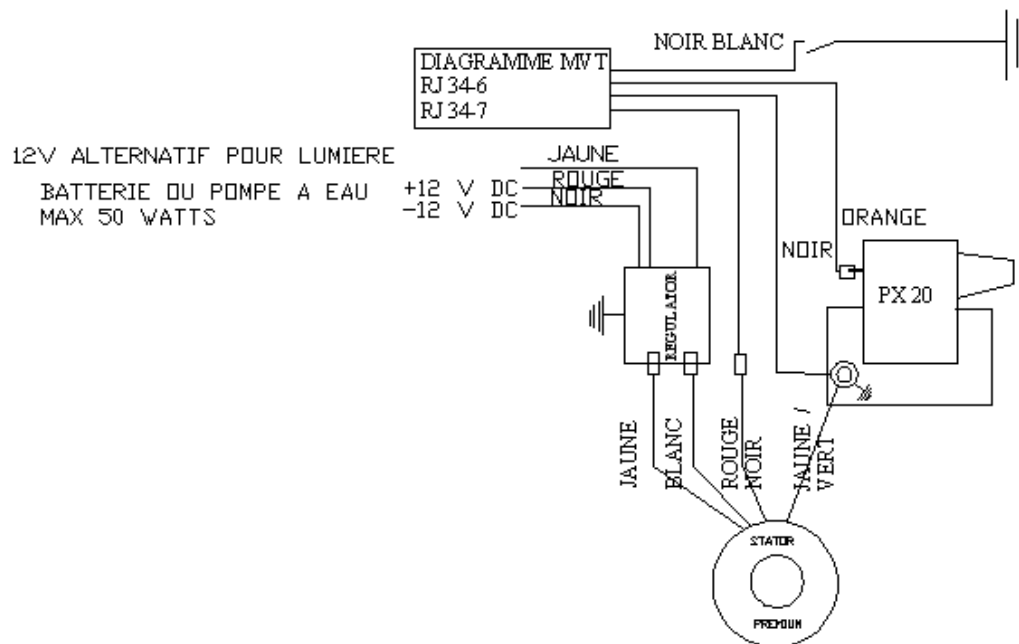 NOIR BLANC
DIAGRAMME MVT
RJ 34-6
RJ 34-7
12V ALTERNATIF POUR LUMIERE
JAUNE
BATTERIE OU POMPE A EAU
MAX 50 WATTS
+12 V DC
ROUGE
-12 V DC
NOIR
ORANGE
NOIR
PX 20
REGULATOR
JAUNE
BLANC
ROUGE
NOIR
JAUNE /
VERT
STATOR
PREMIUM